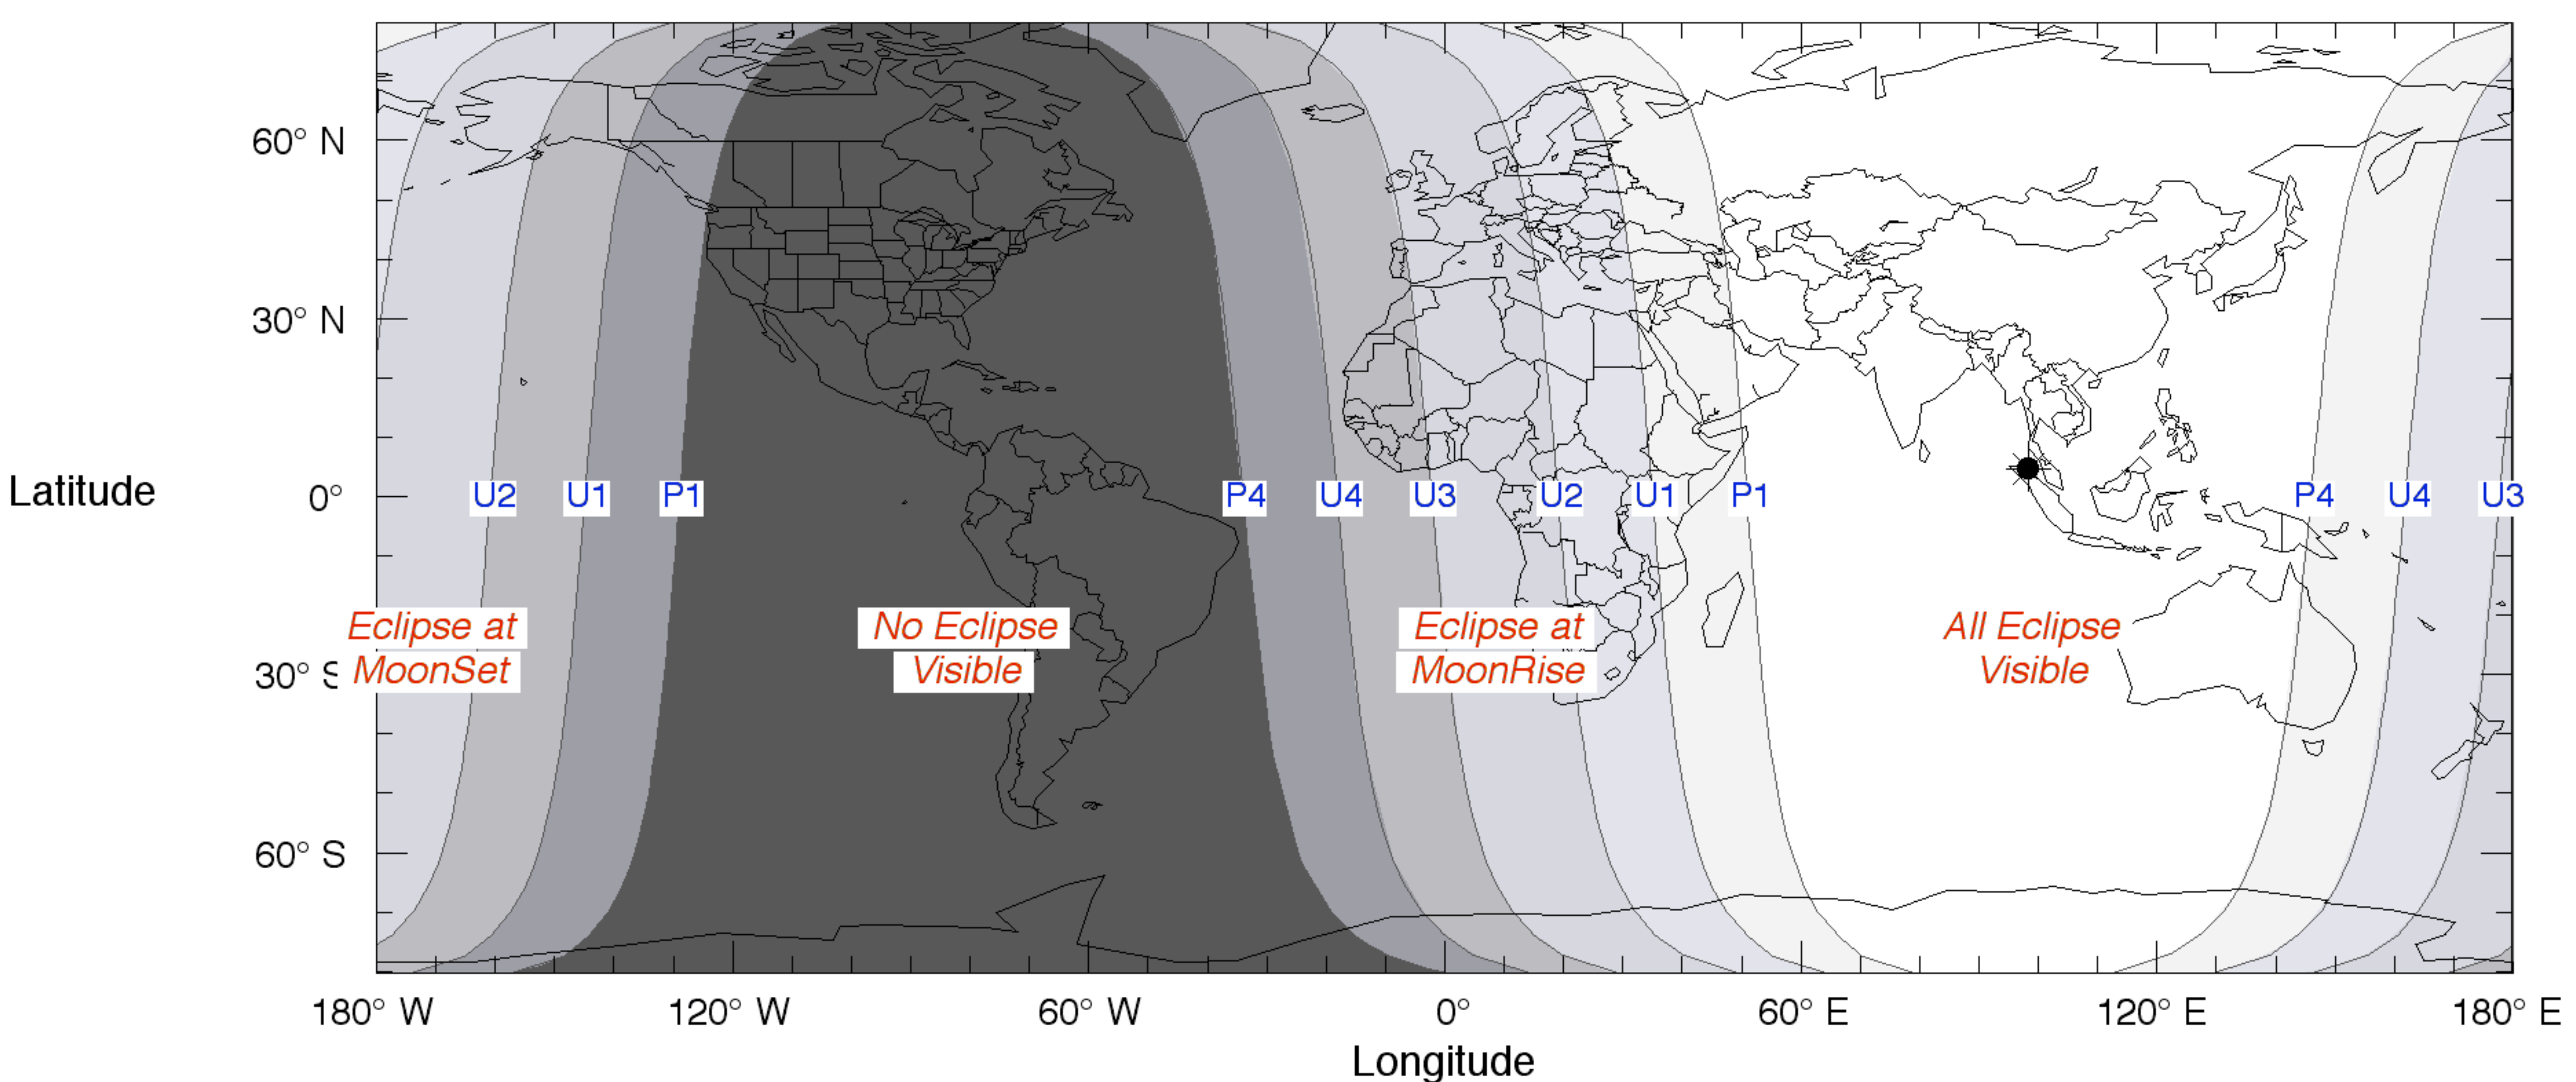 60° N
30° N
Latitude
0°
U2 U1 P1 P4 U4 U3 U2 U1 P1 P4 U4 U3
Eclipse at
MoonSet
No Eclipse
Visible
Eclipse at
MoonRise
All Eclipse
Visible
30° S
60° S
180° W 120° W 60° W 0° 60° E 120° E 180° E
Longitude